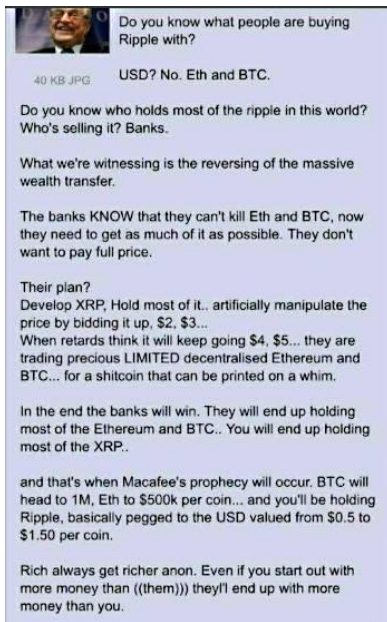 Do you know what people are buying
Ripple with?
40 KB JPG
USD? No. Eth and BTC.
Do you know who holds most of the ripple in this world?
Who's selling it? Banks.
What we're witnessing is the reversing of the massive
wealth transfer.
The banks KNOW that they can't kill Eth and BTC, now
they need to get as much of it as possible. They don't
want to pay full price.
Their plan?
Develop XRP, Hold most of it.. artificially manipulate the
price by bidding it up, $2, $3...
When retards think it will keep going $4, $5... they are
trading precious LIMITED decentralised Ethereum and
BTC... for a shitcoin that can be printed on a whim.
In the end the banks will win. They will end up holding
most of the Ethereum and BTC.. You will end up holding
most of the XRP..
and that's when Macafee's prophecy will occur. BTC will
head to 1M, Eth to $500k per coin... and you'll be holding
Ripple, basically pegged to the USD valued from $0.5 to
$1.50 per coin.
Rich always get richer anon. Even if you start out with
more money than ((them))) theyl'l end up with more
money than you.